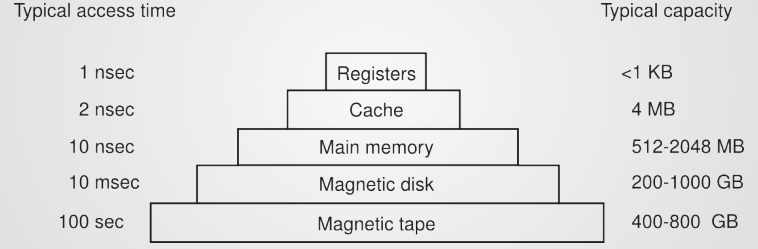 Typical access time Typical capacity
1 nsec Registers <1 KB
2 nsec Cache 4 MB
10 nsec Main memory 512-2048 MB
10 msec Magnetic disk 200-1000 GB
100 sec Magnetic tape 400-800 GB